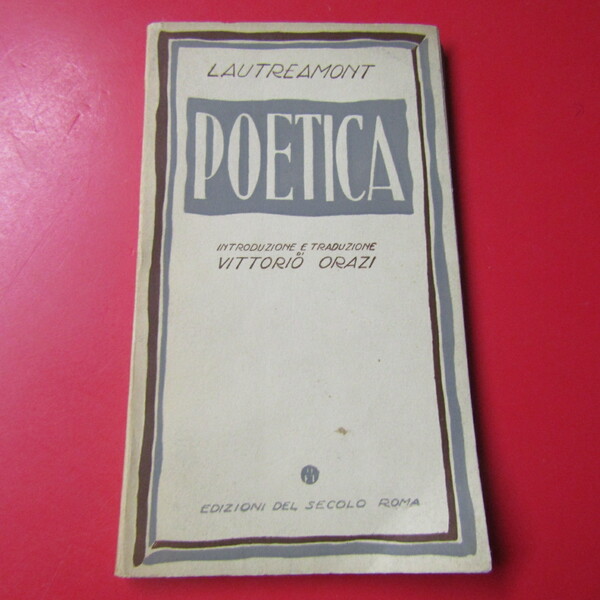 LAUTREAMONT
POETICA
INTRODUZIONE E TRADUZIONE
DI
VITTORIO ORAZI
EDIZIONI DEL SECOLO ROMA